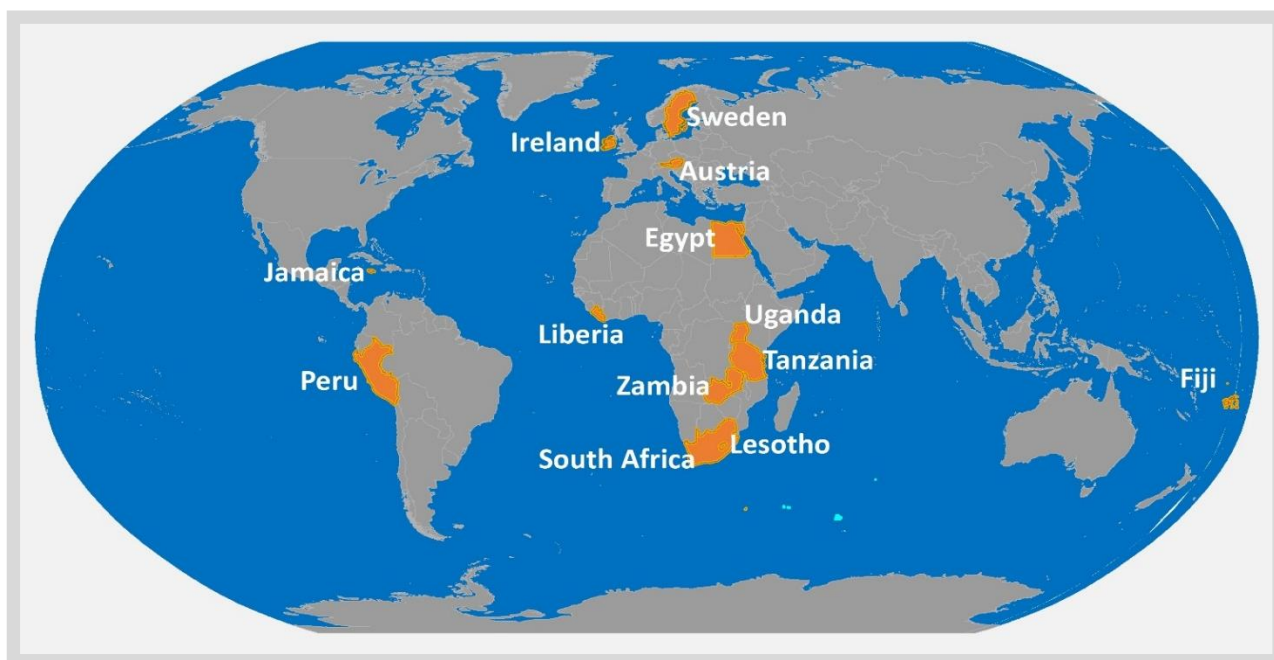 Sweden
Ireland
Austria
Egypt
Jamaica
Uganda
Liberia
Tanzania
Peru
Zambia
Fiji
Lesotho
South Africa